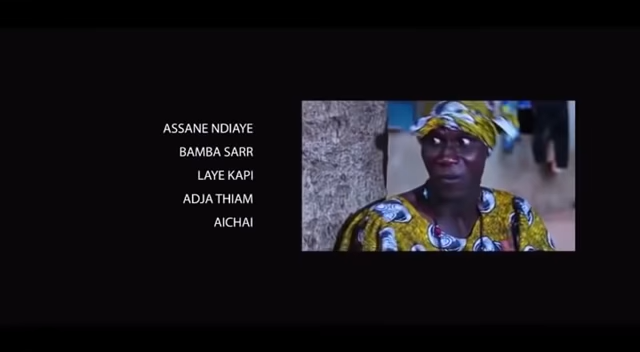 ASSANE NDIAYE
BAMBA SARR
LAYE KAPI
ADJA THIAM
AICHAI